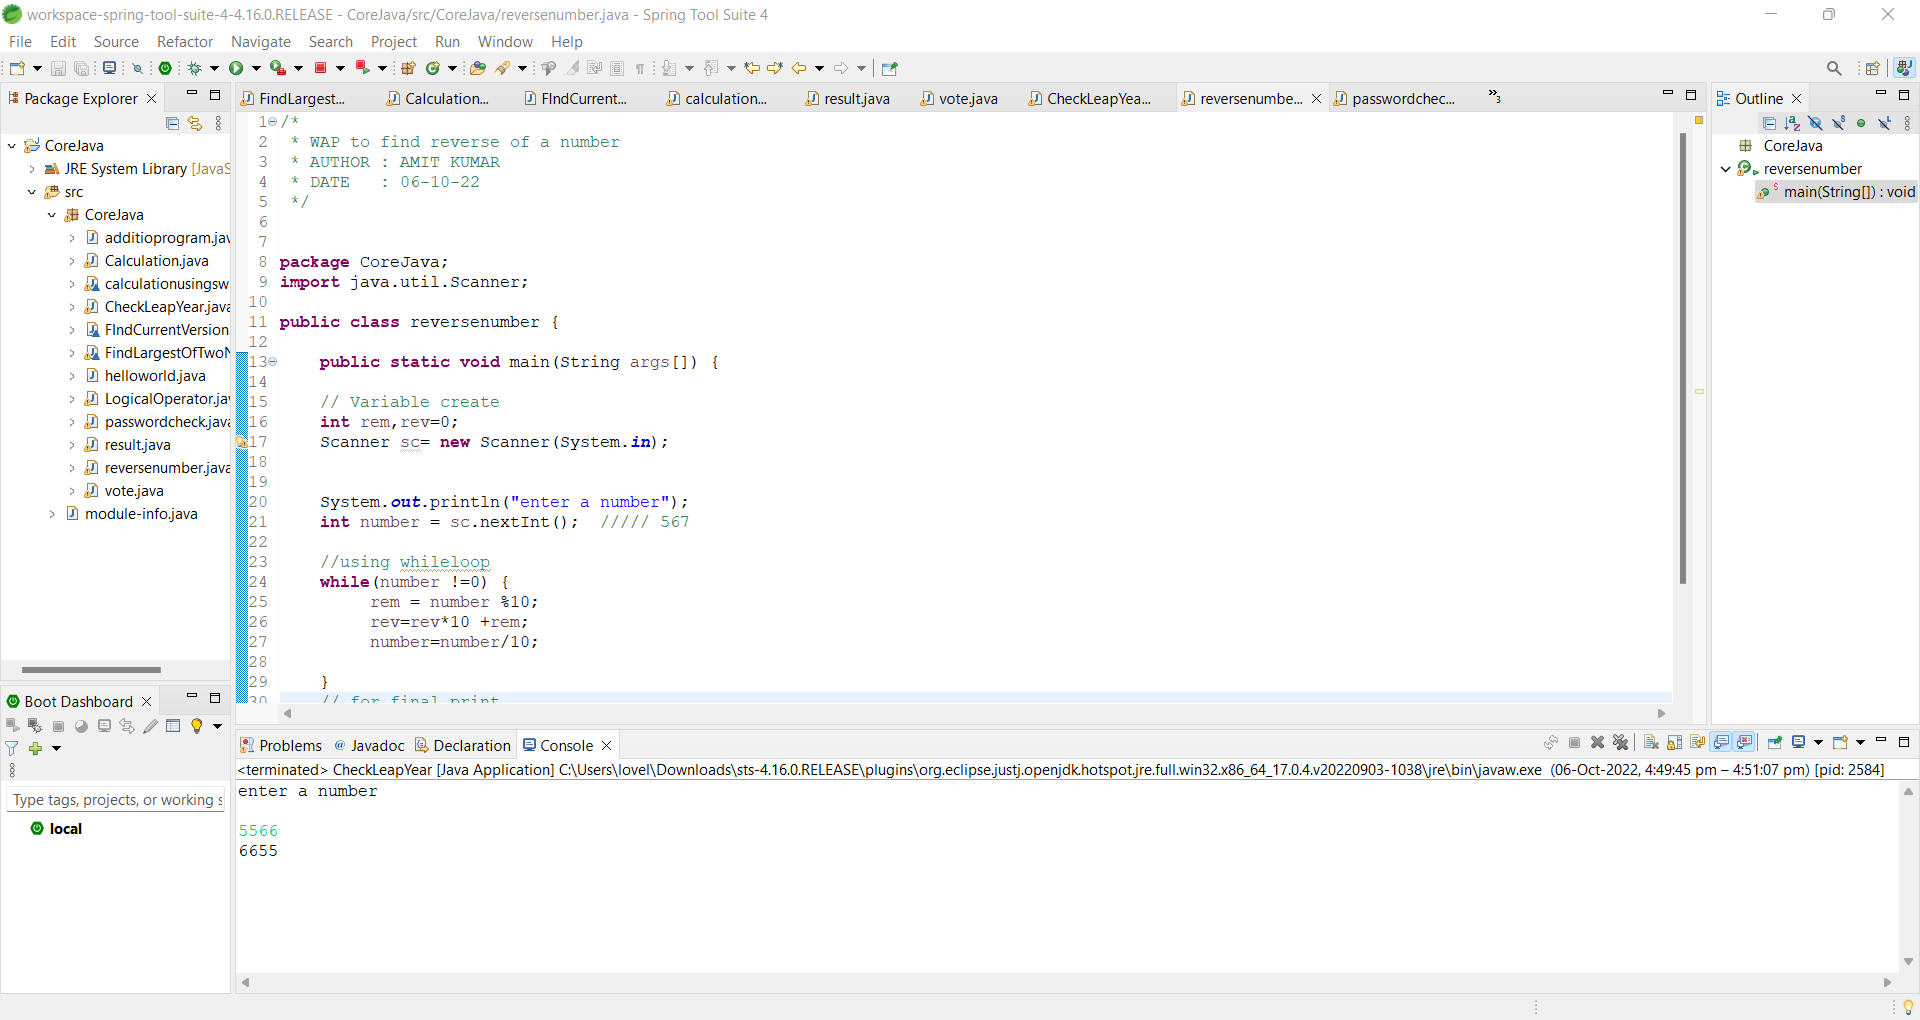 workspace-spring-tool-suite-4-4.16.0.RELEASE - CoreJava/src/CoreJava/reversenumber.java - Spring Tool Suite 4
File Edit Source Refactor Navigate Search Project Run Window Help
Package Explorer
CoreJava
JRE System Library [JavaS
src
CoreJava
additioprogram.jav
Calculation.java
calculationusingsw
CheckLeapYear.java
FIndCurrentVersion
FindLargestOfTwoN
helloworld.java
LogicalOperator.jav
passwordcheck.java
result.java
reversenumber.java
vote.java
module-info.java
Boot Dashboard
Type tags, projects, or working s
local
FindLargest... Calculation... FIndCurrent... calculation... result.java vote.java CheckLeapYea... reversenumbe... passwordchec... »3
1 /*
2 * WAP to find reverse of a number
3 * AUTHOR : AMIT KUMAR
4 * DATE : 06-10-22
5 */
6
7
8 package CoreJava;
9 import java.util.Scanner;
10
11 public class reversenumber {
12
13 public static void main(String args[]) {
14
15 // Variable create
16 int rem,rev=0;
17 Scanner sc= new Scanner(System.in);
18
19
20 System.out.println("enter a number");
21 int number = sc.nextInt(); ///// 567
22
23 //using whileloop
24 while(number !=0) {
25 rem = number %10;
26 rev=rev*10 +rem;
27 number=number/10;
28
29 }
30 // for final print
Outline
CoreJava
reversenumber
main(String[]) : void
Problems @ Javadoc Declaration Console
<terminated> CheckLeapYear [Java Application] C:\Users\lovel\Downloads\sts-4.16.0.RELEASE\plugins\org.eclipse.justj.openjdk.hotspot.jre.full.win32.x86_64_17.0.4.v20220903-1038\jre\bin\javaw.exe (06-Oct-2022, 4:49:45 pm – 4:51:07 pm) [pid: 2584]
enter a number
5566
6655